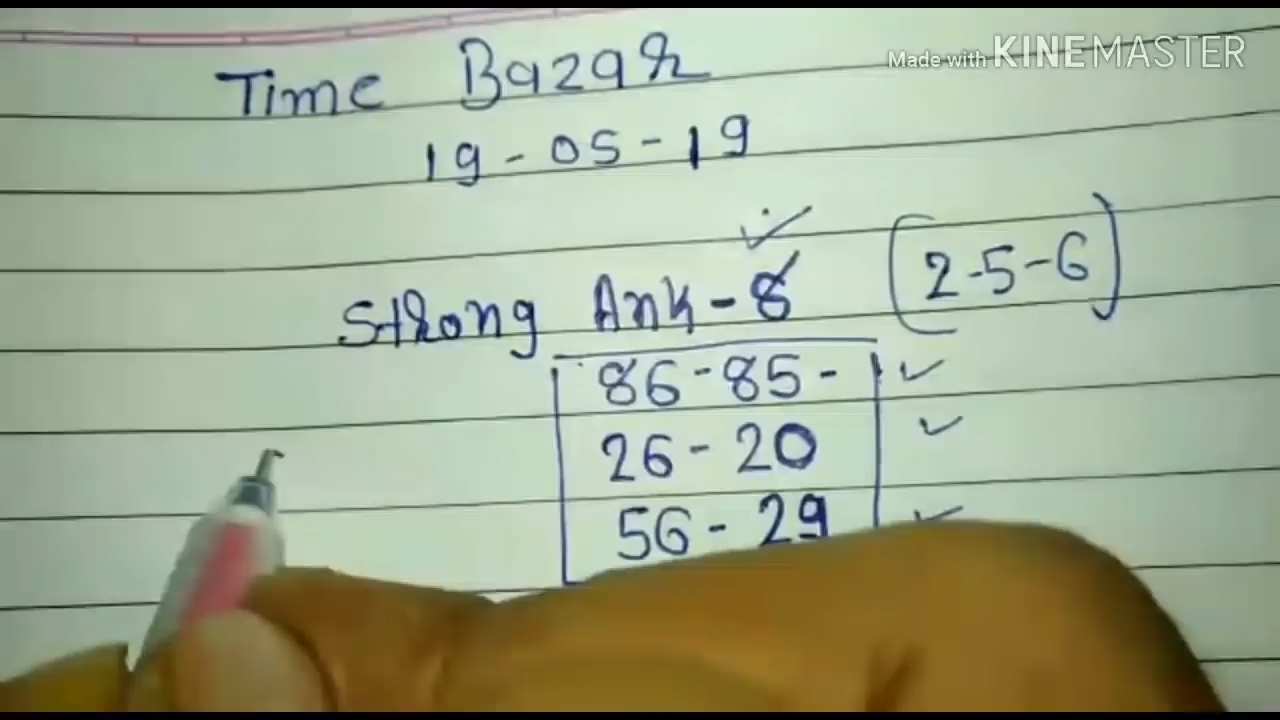 Made with KINEMASTER
Time Bazar
19-05-19
Strong Ank-8 (2-5-6)
86-85-
26-20
56-29